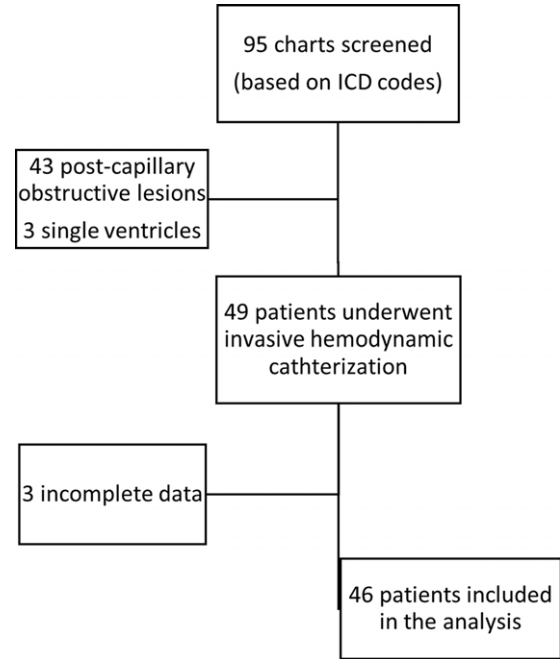 95 charts screened
(based on ICD codes)
43 post-capillary
obstructive lesions
3 single ventricles
49 patients underwent
invasive hemodynamic
cathterization
3 incomplete data
46 patients included
in the analysis